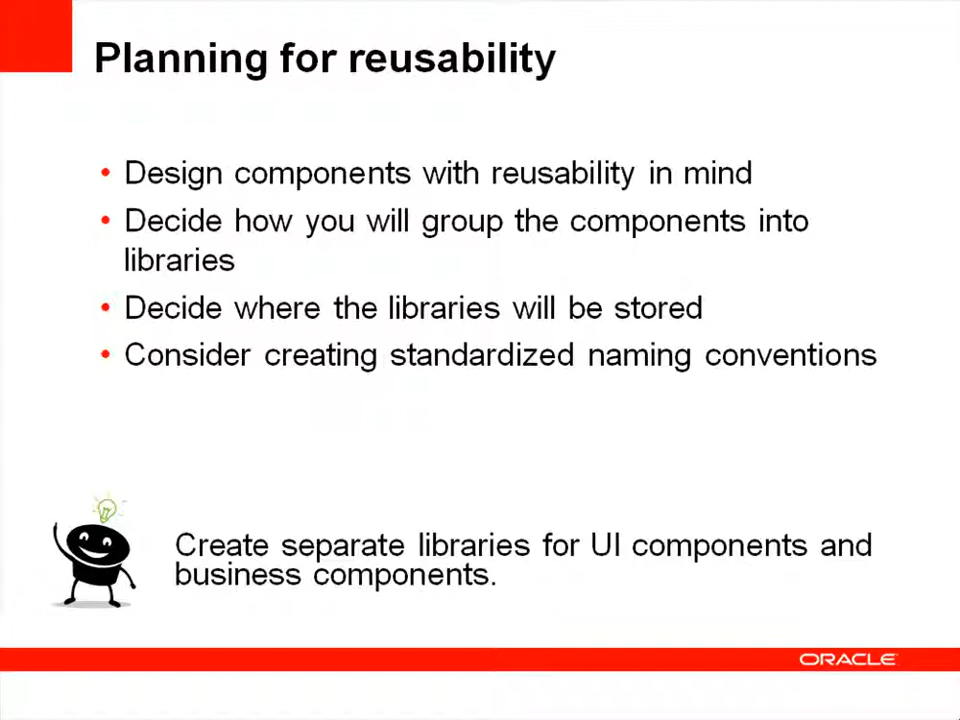 Planning for reusability
• Design components with reusability in mind
• Decide how you will group the components into
libraries
• Decide where the libraries will be stored
• Consider creating standardized naming conventions
Create separate libraries for UI components and
business components.
ORACLE